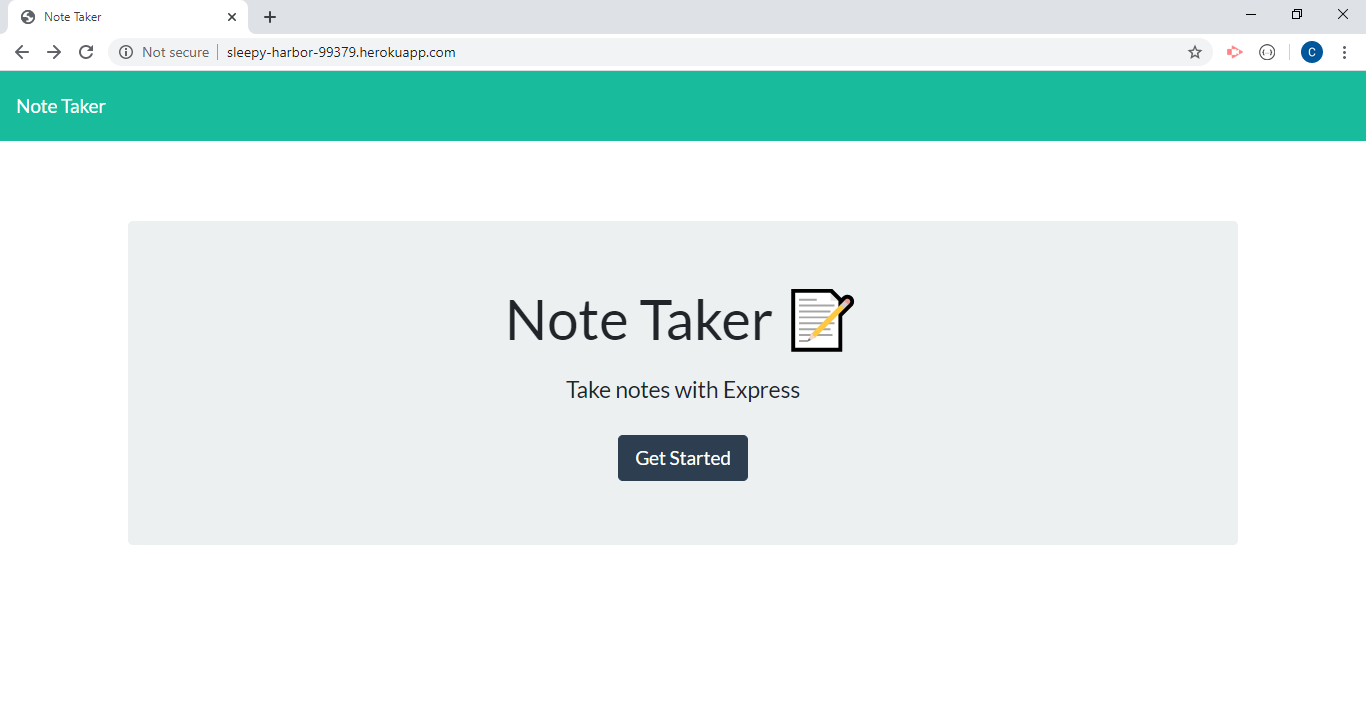 Note Taker
Not secure
sleepy-harbor-99379.herokuapp.com
C
Note Taker
Note Taker
Take notes with Express
Get Started